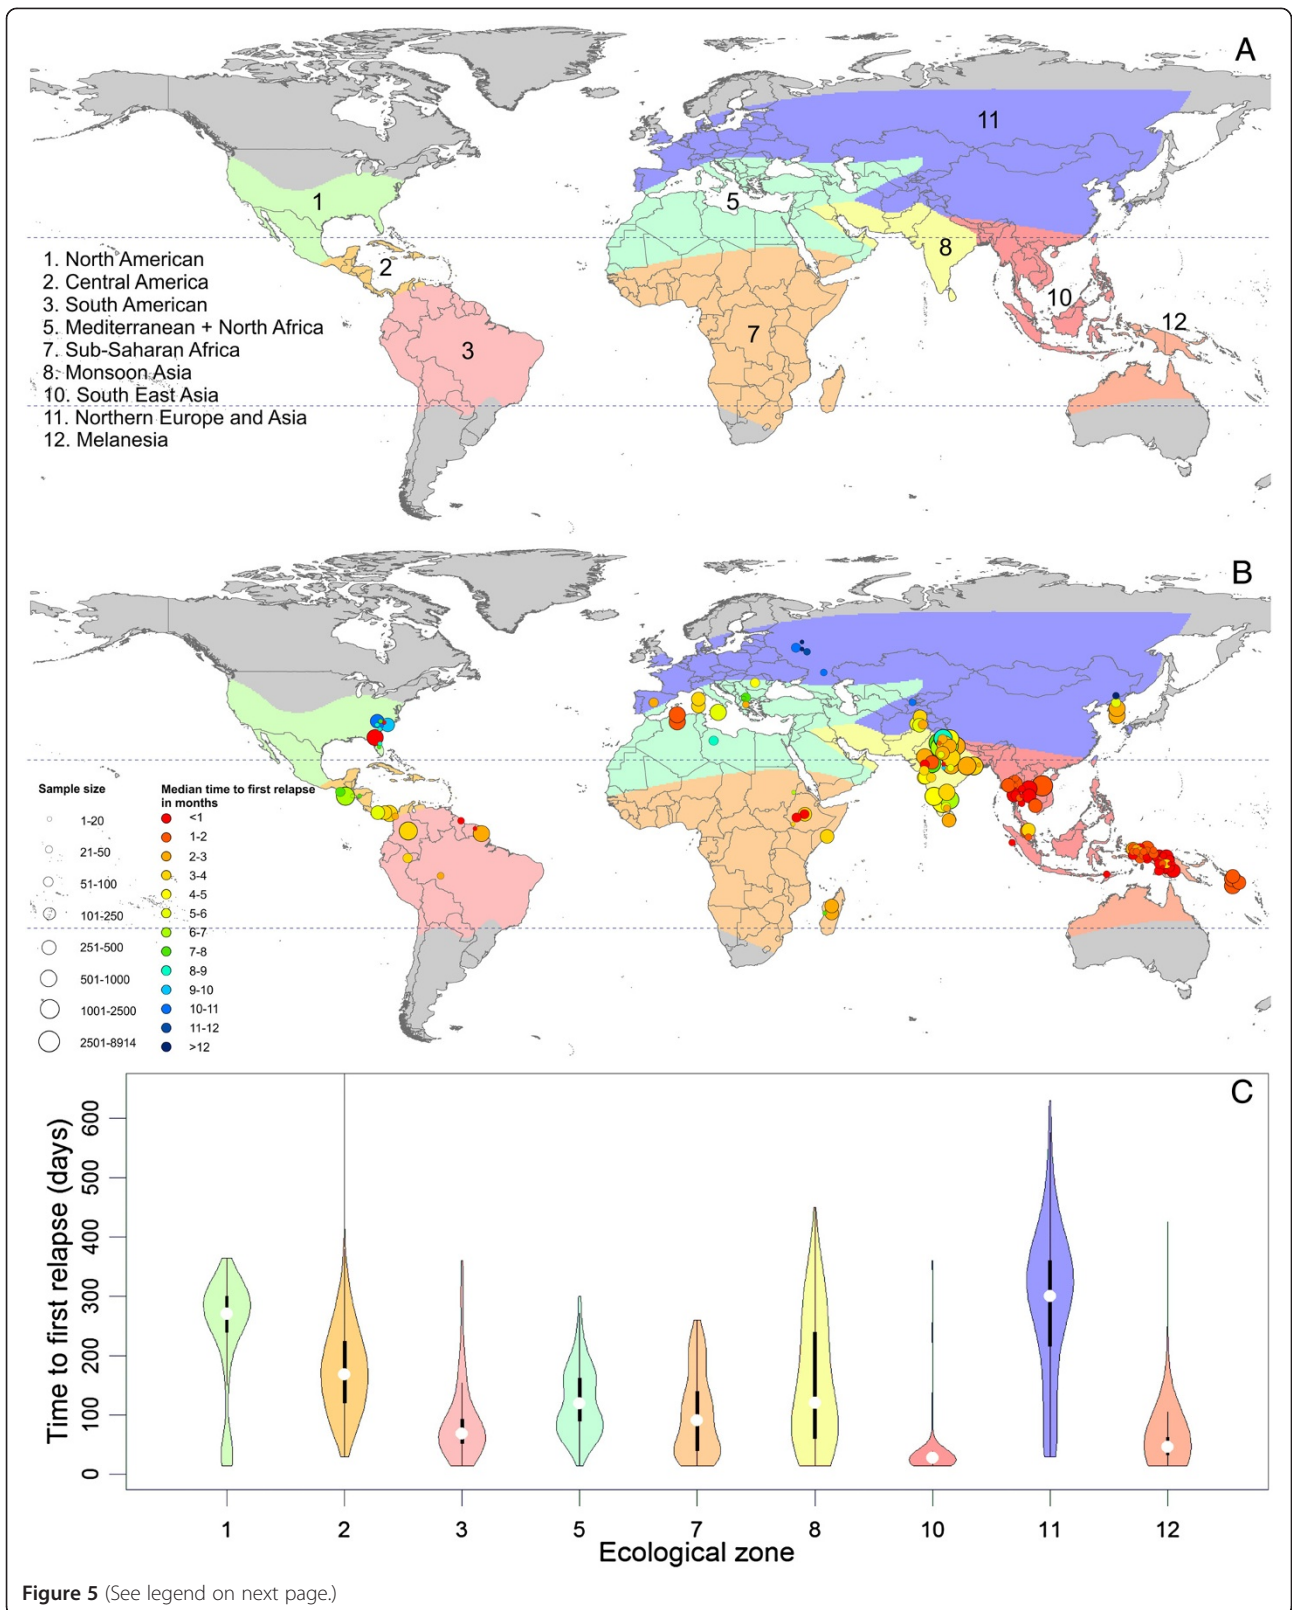 A
11
1
5
8
2
10
12
7
3
1. North American
2. Central America
3. South American
5. Mediterranean + North Africa
7. Sub-Saharan Africa
8. Monsoon Asia
10. South East Asia
11. Northern Europe and Asia
12. Melanesia
B
Sample size
1-20
21-50
51-100
101-250
251-500
501-1000
1001-2500
2501-8914
Median time to first relapse
in months
<1
1-2
2-3
3-4
4-5
5-6
6-7
7-8
8-9
9-10
10-11
11-12
>12
C
Time to first relapse (days)
600
500
400
300
200
100
0
1 2 3 5 7 8 10 11 12
Ecological zone
Figure 5 (See legend on next page.)